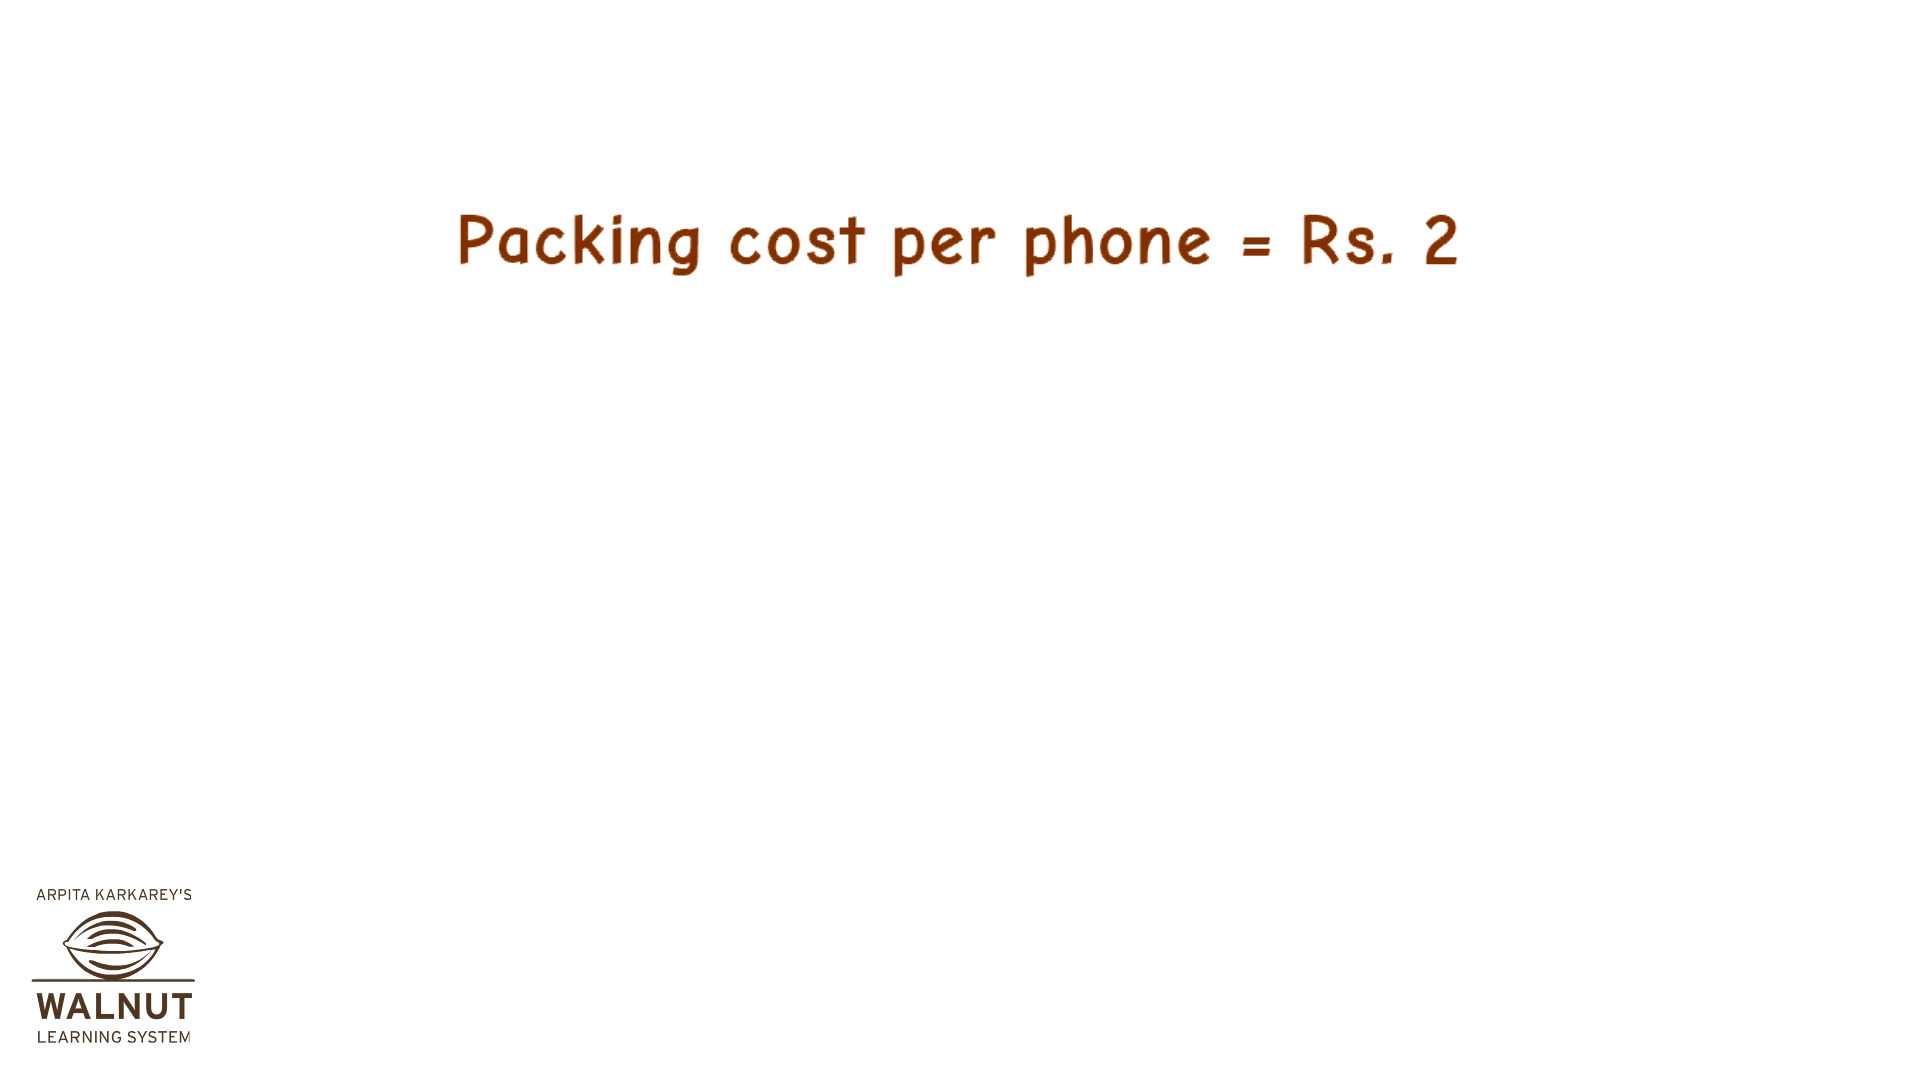 Packing cost per phone = Rs. 2
ARPITA KARKAREY'S
WALNUT
LEARNING SYSTEM